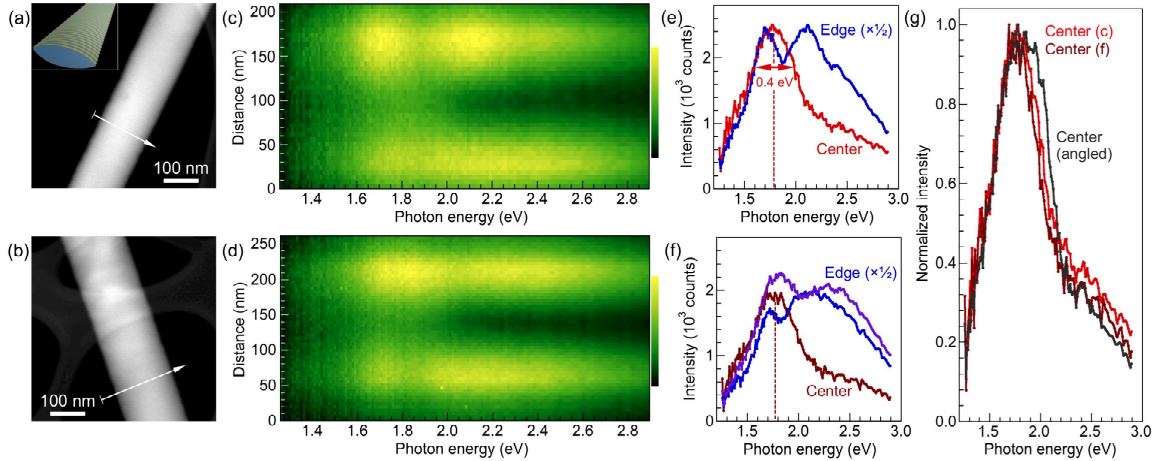 (a)
100 nm
(b)
100 nm
(c)
200
150
100
50
0
Distance (nm)
1.4 1.6 1.8 2.0 2.2 2.4 2.6 2.8
Photon energy (eV)
(d)
250
200
150
100
50
0
Distance (nm)
1.4 1.6 1.8 2.0 2.2 2.4 2.6 2.8
Photon energy (eV)
(e)
Edge (×½)
0.4 eV
Center
Intensity (10³ counts)
2
1
0
1.5 2.0 2.5 3.0
Photon energy (eV)
(f)
Edge (×½)
Center
Intensity (10³ counts)
2
1
0
1.5 2.0 2.5 3.0
Photon energy (eV)
(g)
Center (c)
Center (f)
Center
(angled)
Normalized intensity
1.0
0.8
0.6
0.4
0.2
0.0
1.5 2.0 2.5 3.0
Photon energy (eV)